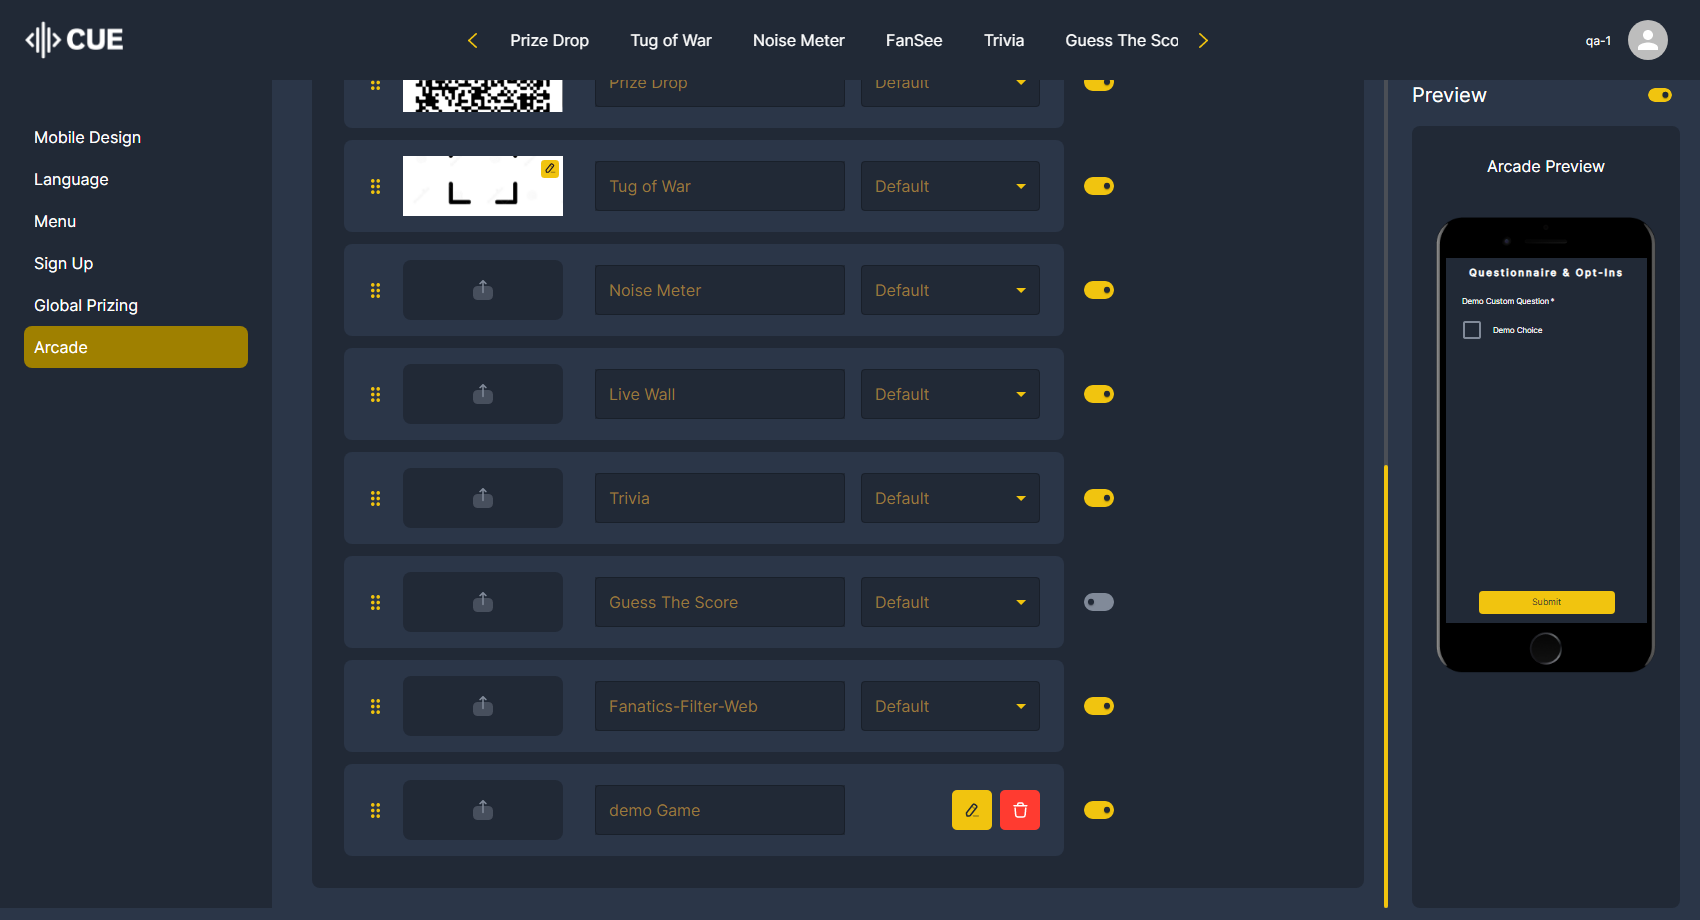 CUE
Prize Drop
Tug of War
Noise Meter
FanSee
Trivia
Guess The Sco
qa-1
Mobile Design
Language
Menu
Sign Up
Global Prizing
Arcade
Prize Drop
Default
Tug of War
Default
Noise Meter
Default
Live Wall
Default
Trivia
Default
Guess The Score
Default
Fanatics-Filter-Web
Default
demo Game
Preview
Arcade Preview
Questionnaire & Opt-Ins
Demo Custom Question *
Demo Choice
Submit